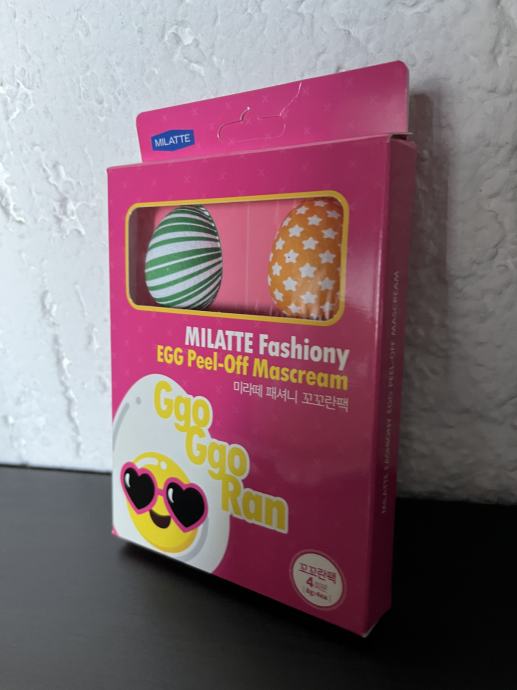 MILATTE
MILATTE Fashiony
EGG Peel-Off Mascream
미라떼 패셔니 꼬꼬란팩
Ggo
Ggo
Ran
꼬꼬란팩
4
MILATTE FASHIONY EGG PEEL-OFF MASCREAM